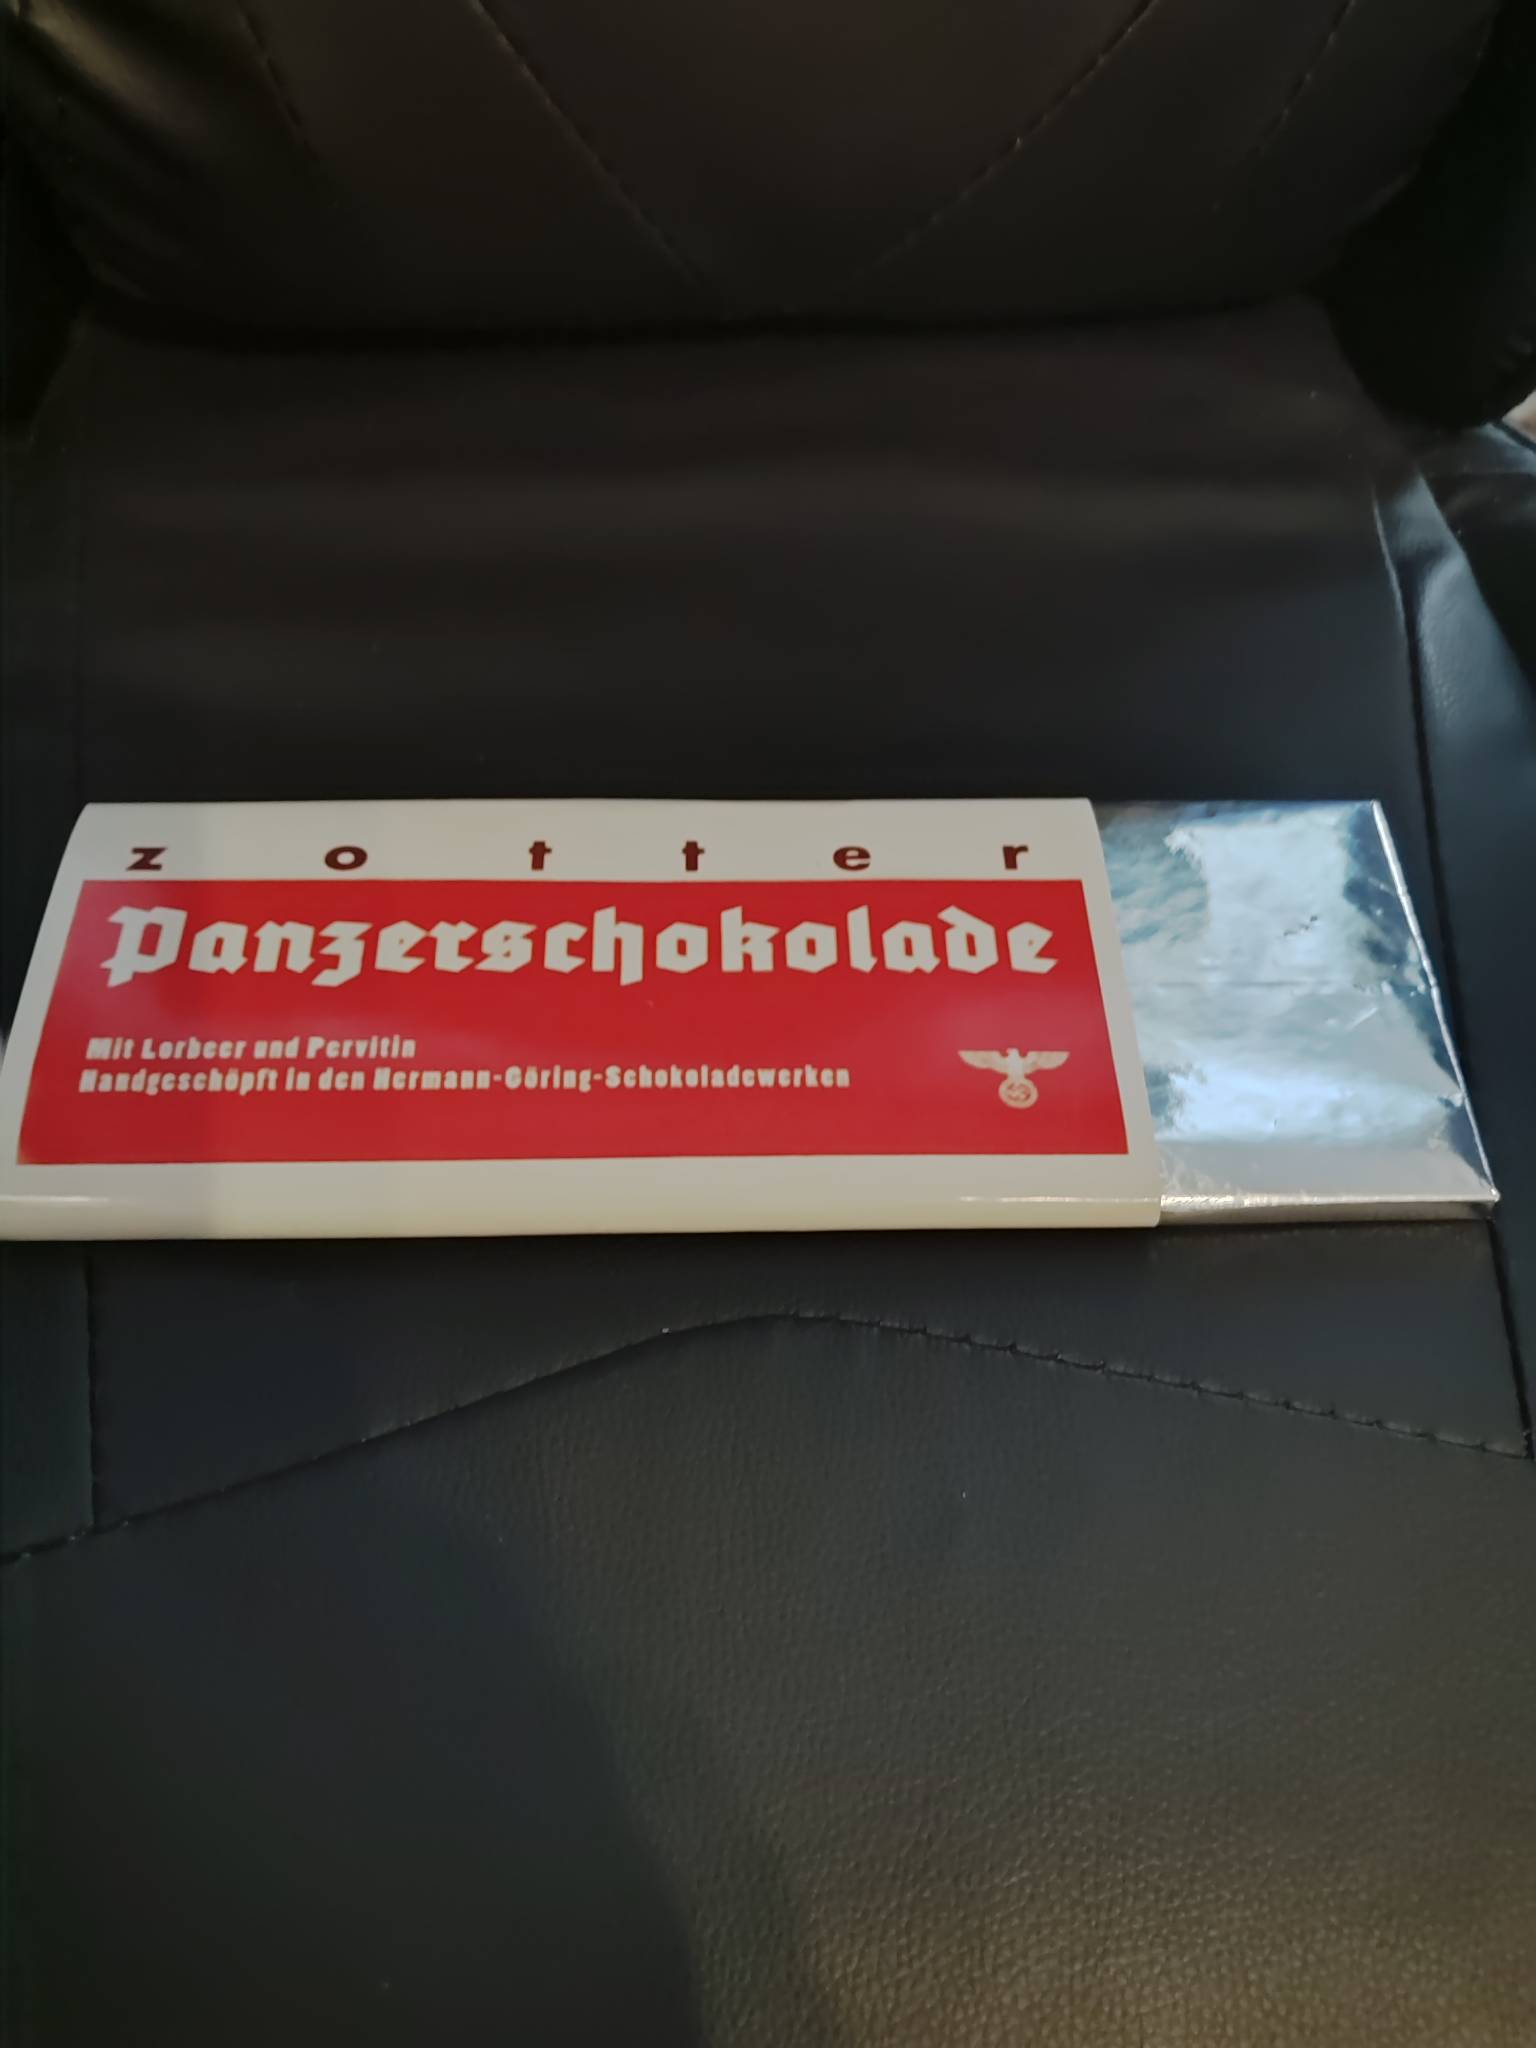 zotter
Panzerschokolade
Mit Lorbeer und Pervitin
Handgeschöpft in den Hermann-Göring-Schokoladewerken